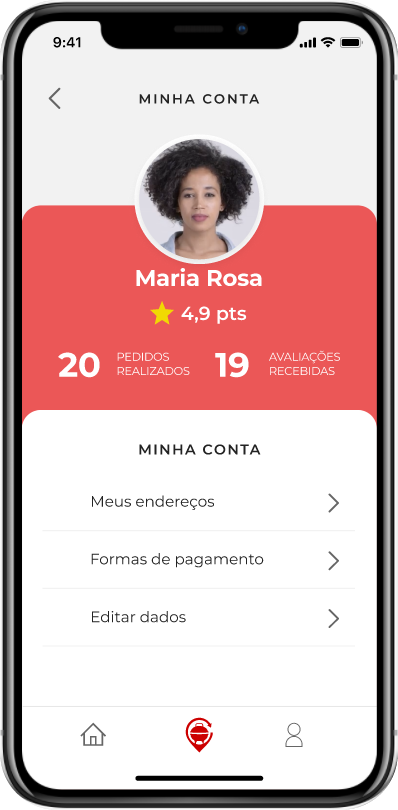 9:41
MINHA CONTA
Maria Rosa
4,9 pts
20 PEDIDOS REALIZADOS
19 AVALIAÇÕES RECEBIDAS
MINHA CONTA
Meus endereços
Formas de pagamento
Editar dados